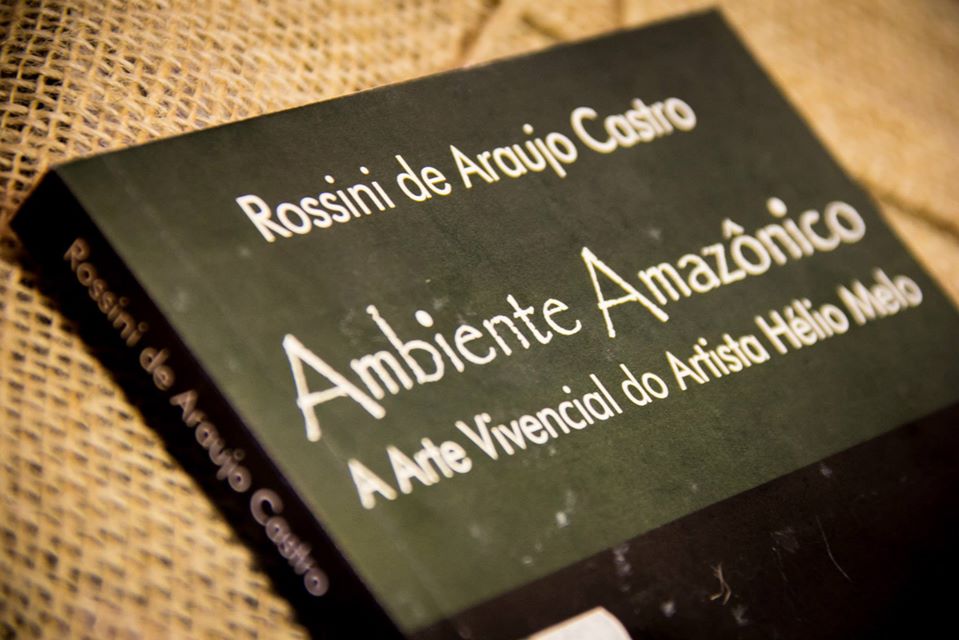 Rossini de Araujo Castro
Ambiente Amazônico
A Arte Vivencial do Artista Hélio Melo
Rossini de Araujo Castro